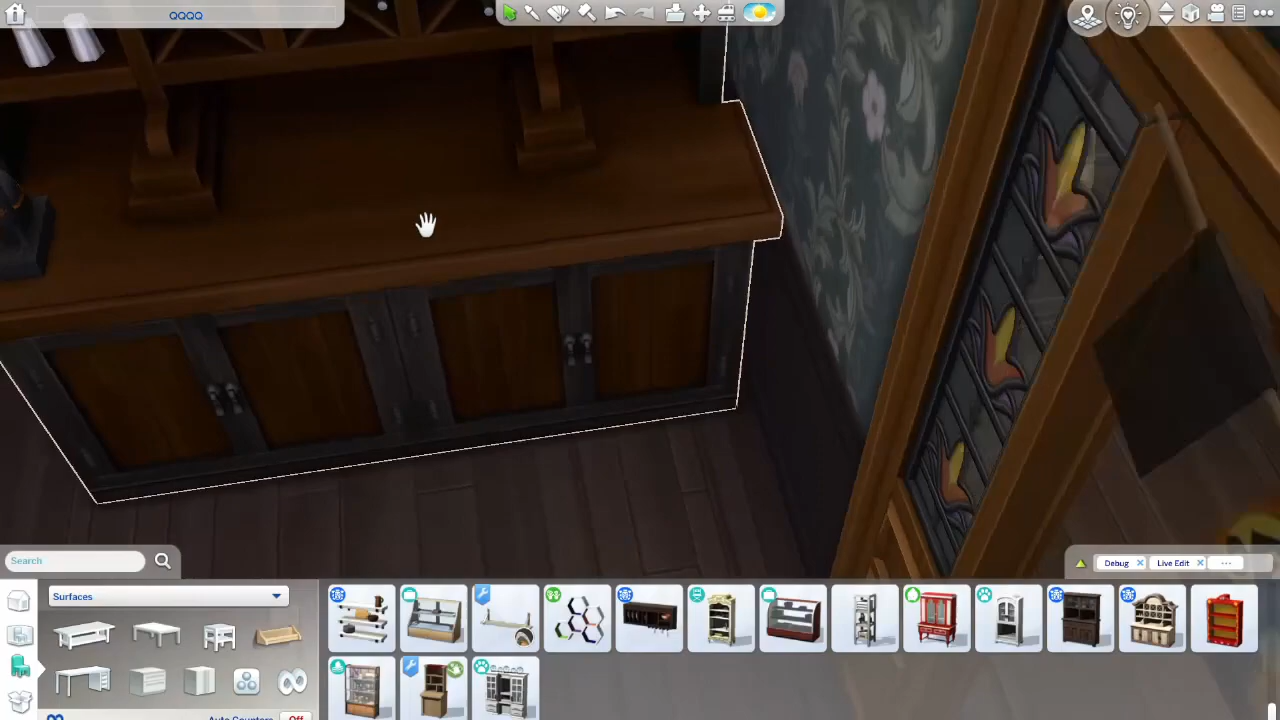 QQQQ
Search
Debug
Live Edit
...
Surfaces
Auto Counters
Off